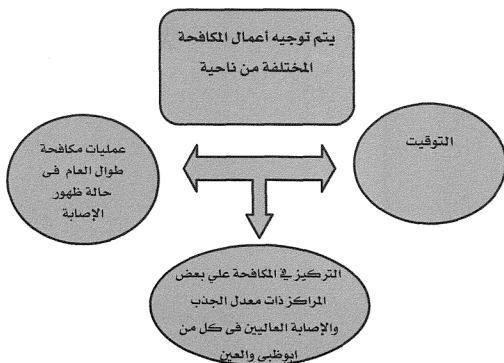 يتم توجيه أعمال المكافحة
المختلفة من ناحية
التوقيت
عمليات مكافحة
طوال العام فى
حالة ظهور
الإصابة
التركيز في المكافحة علي بعض
المراكز ذات معدل الجذب
والإصابة العاليين فى كل من
ابوظبي والعين